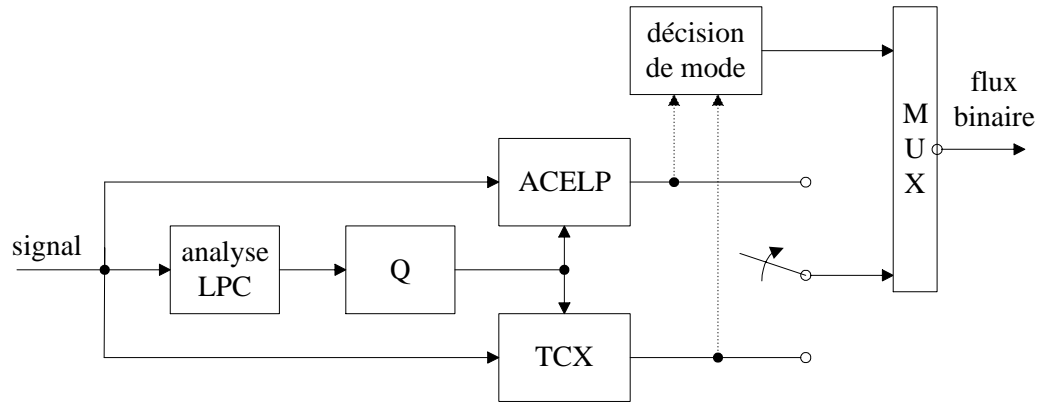 décision
de mode
flux
binaire
M
U
X
ACELP
signal
analyse
LPC
Q
TCX